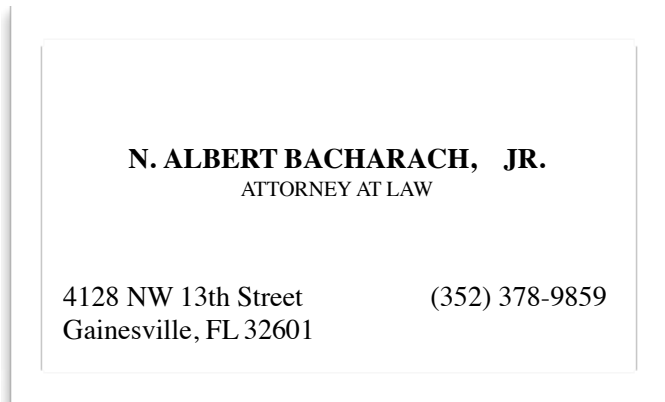 N. ALBERT BACHARACH, JR.
ATTORNEY AT LAW
4128 NW 13th Street
(352) 378-9859
Gainesville, FL 32601